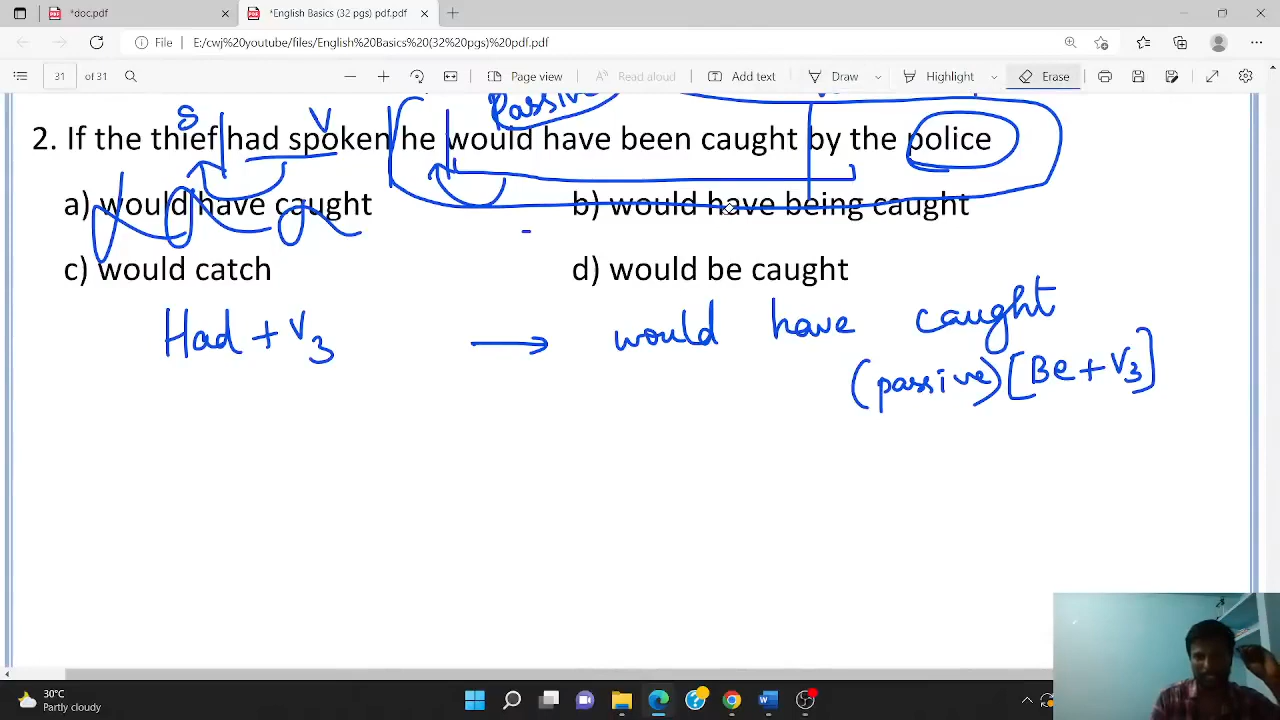 *doc.pdf
*English Basics (32 pgs) pdf.pdf
File
E:/cwj%20youtube/files/English%20Basics%20(32%20pgs)%20pdf.pdf
31 of 31
Page view
Read aloud
Add text
Draw
Highlight
Erase
Passive
S V
2. If the thief had spoken he would have been caught by the police
a) would have caught
b) would have being caught
c) would catch
d) would be caught
Had + V3 → would have caught
(passive) [Be + V3]
30°C
Partly cloudy